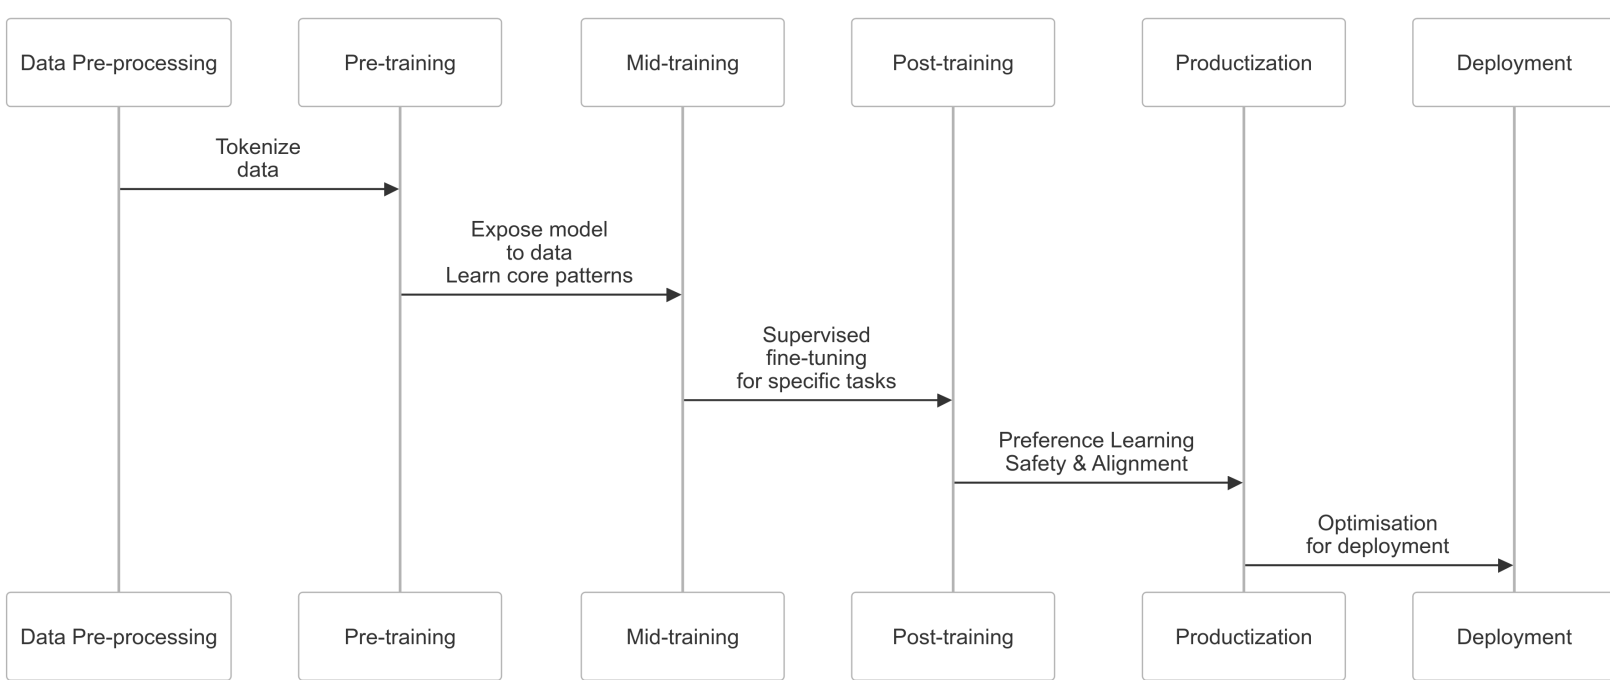 Data Pre-processing
Pre-training
Mid-training
Post-training
Productization
Deployment
Tokenize
data
Expose model
to data
Learn core patterns
Supervised
fine-tuning
for specific tasks
Preference Learning
Safety & Alignment
Optimisation
for deployment
Data Pre-processing
Pre-training
Mid-training
Post-training
Productization
Deployment